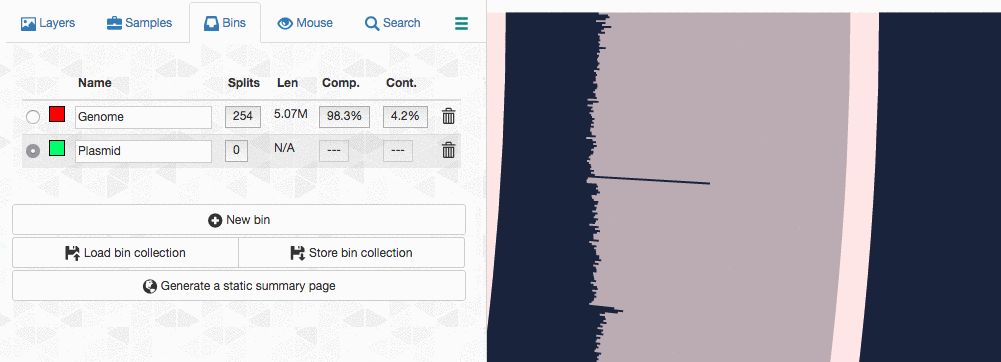 Layers Samples Bins Mouse Search
Name Splits Len Comp. Cont.
Genome 254 5.07M 98.3% 4.2%
Plasmid 0 N/A --- ---
New bin
Load bin collection Store bin collection
Generate a static summary page